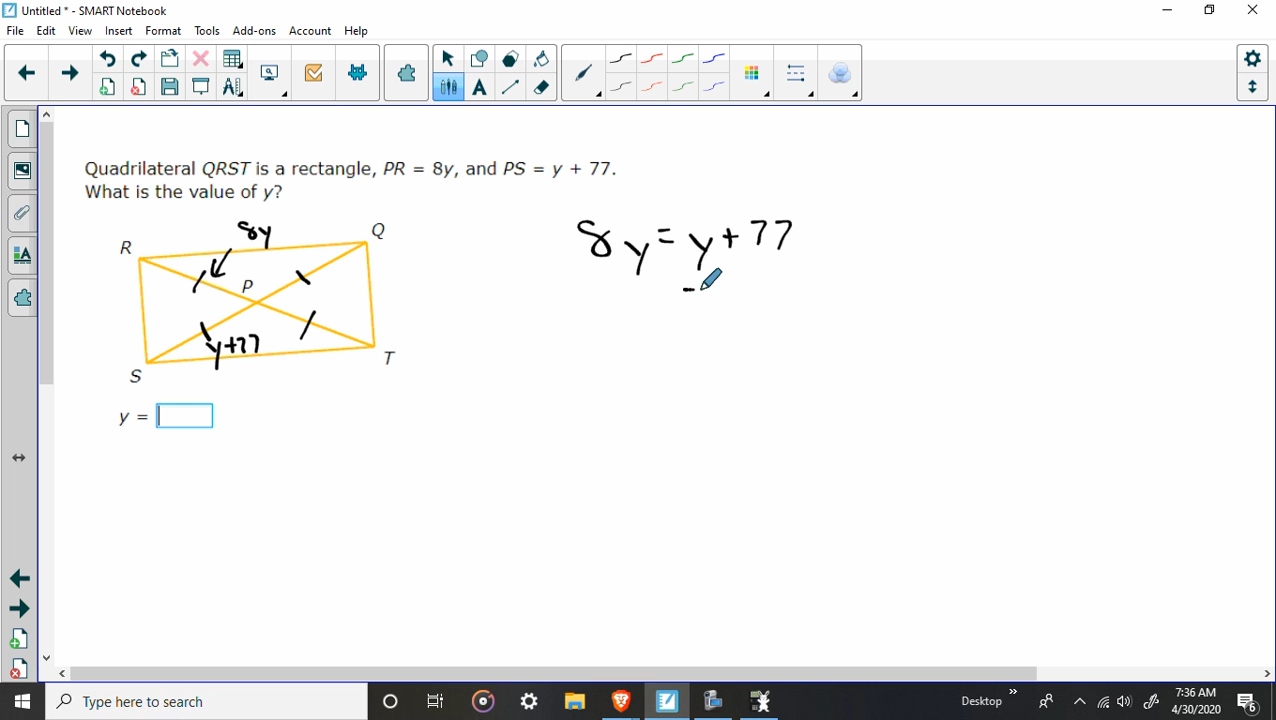 Untitled * - SMART Notebook
File Edit View Insert Format Tools Add-ons Account Help
Quadrilateral QRST is a rectangle, PR = 8y, and PS = y + 77.
What is the value of y?
8y
8y = y + 77
R
Q
P
-
y+77
S
T
y =
Type here to search
Desktop
7:36 AM
4/30/2020
6